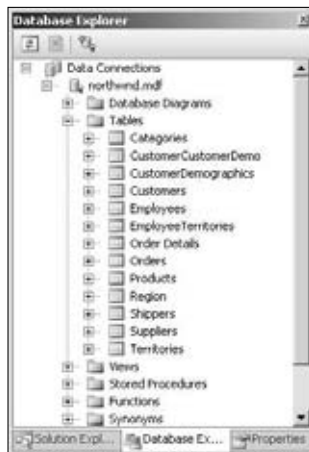 Database Explorer
Data Connections
northwnd.mdf
Database Diagrams
Tables
Categories
CustomerCustomerDemo
CustomerDemographics
Customers
Employees
EmployeeTerritories
Order Details
Orders
Products
Region
Shippers
Suppliers
Territories
Views
Stored Procedures
Functions
Synonyms
Solution Expl... Database Ex... Properties